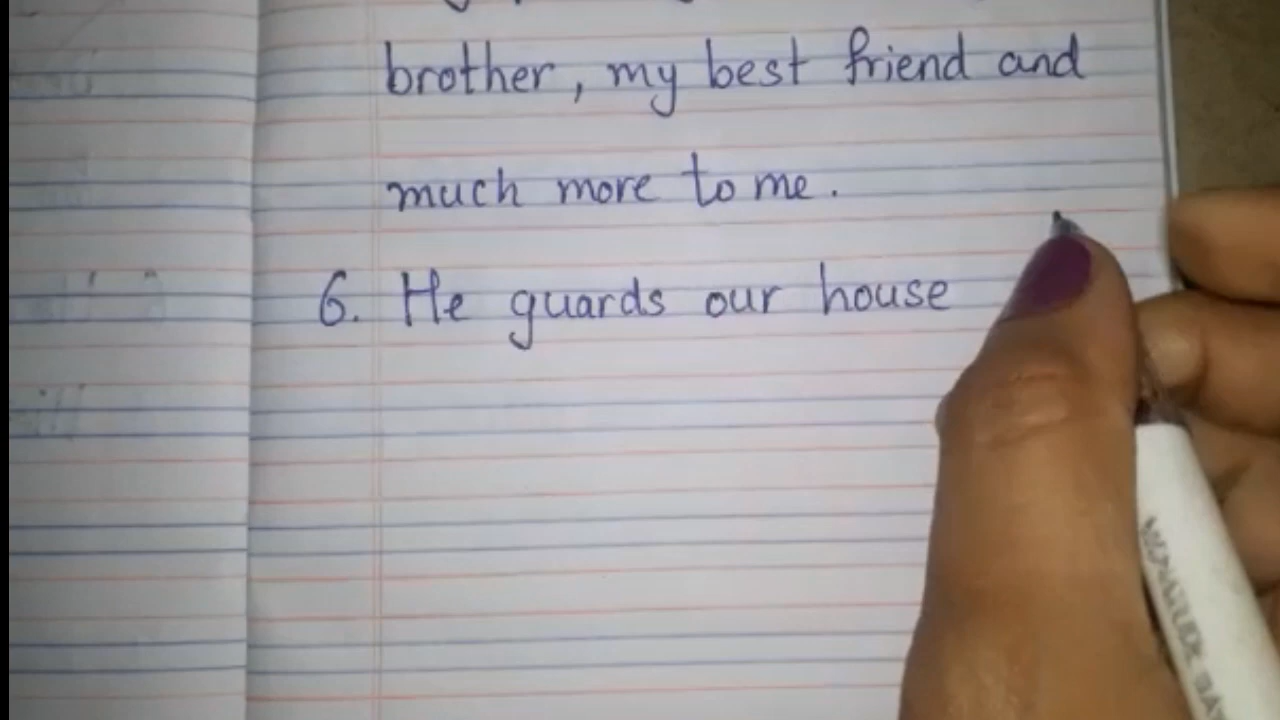 brother, my best friend and
much more to me.
6. He guards our house